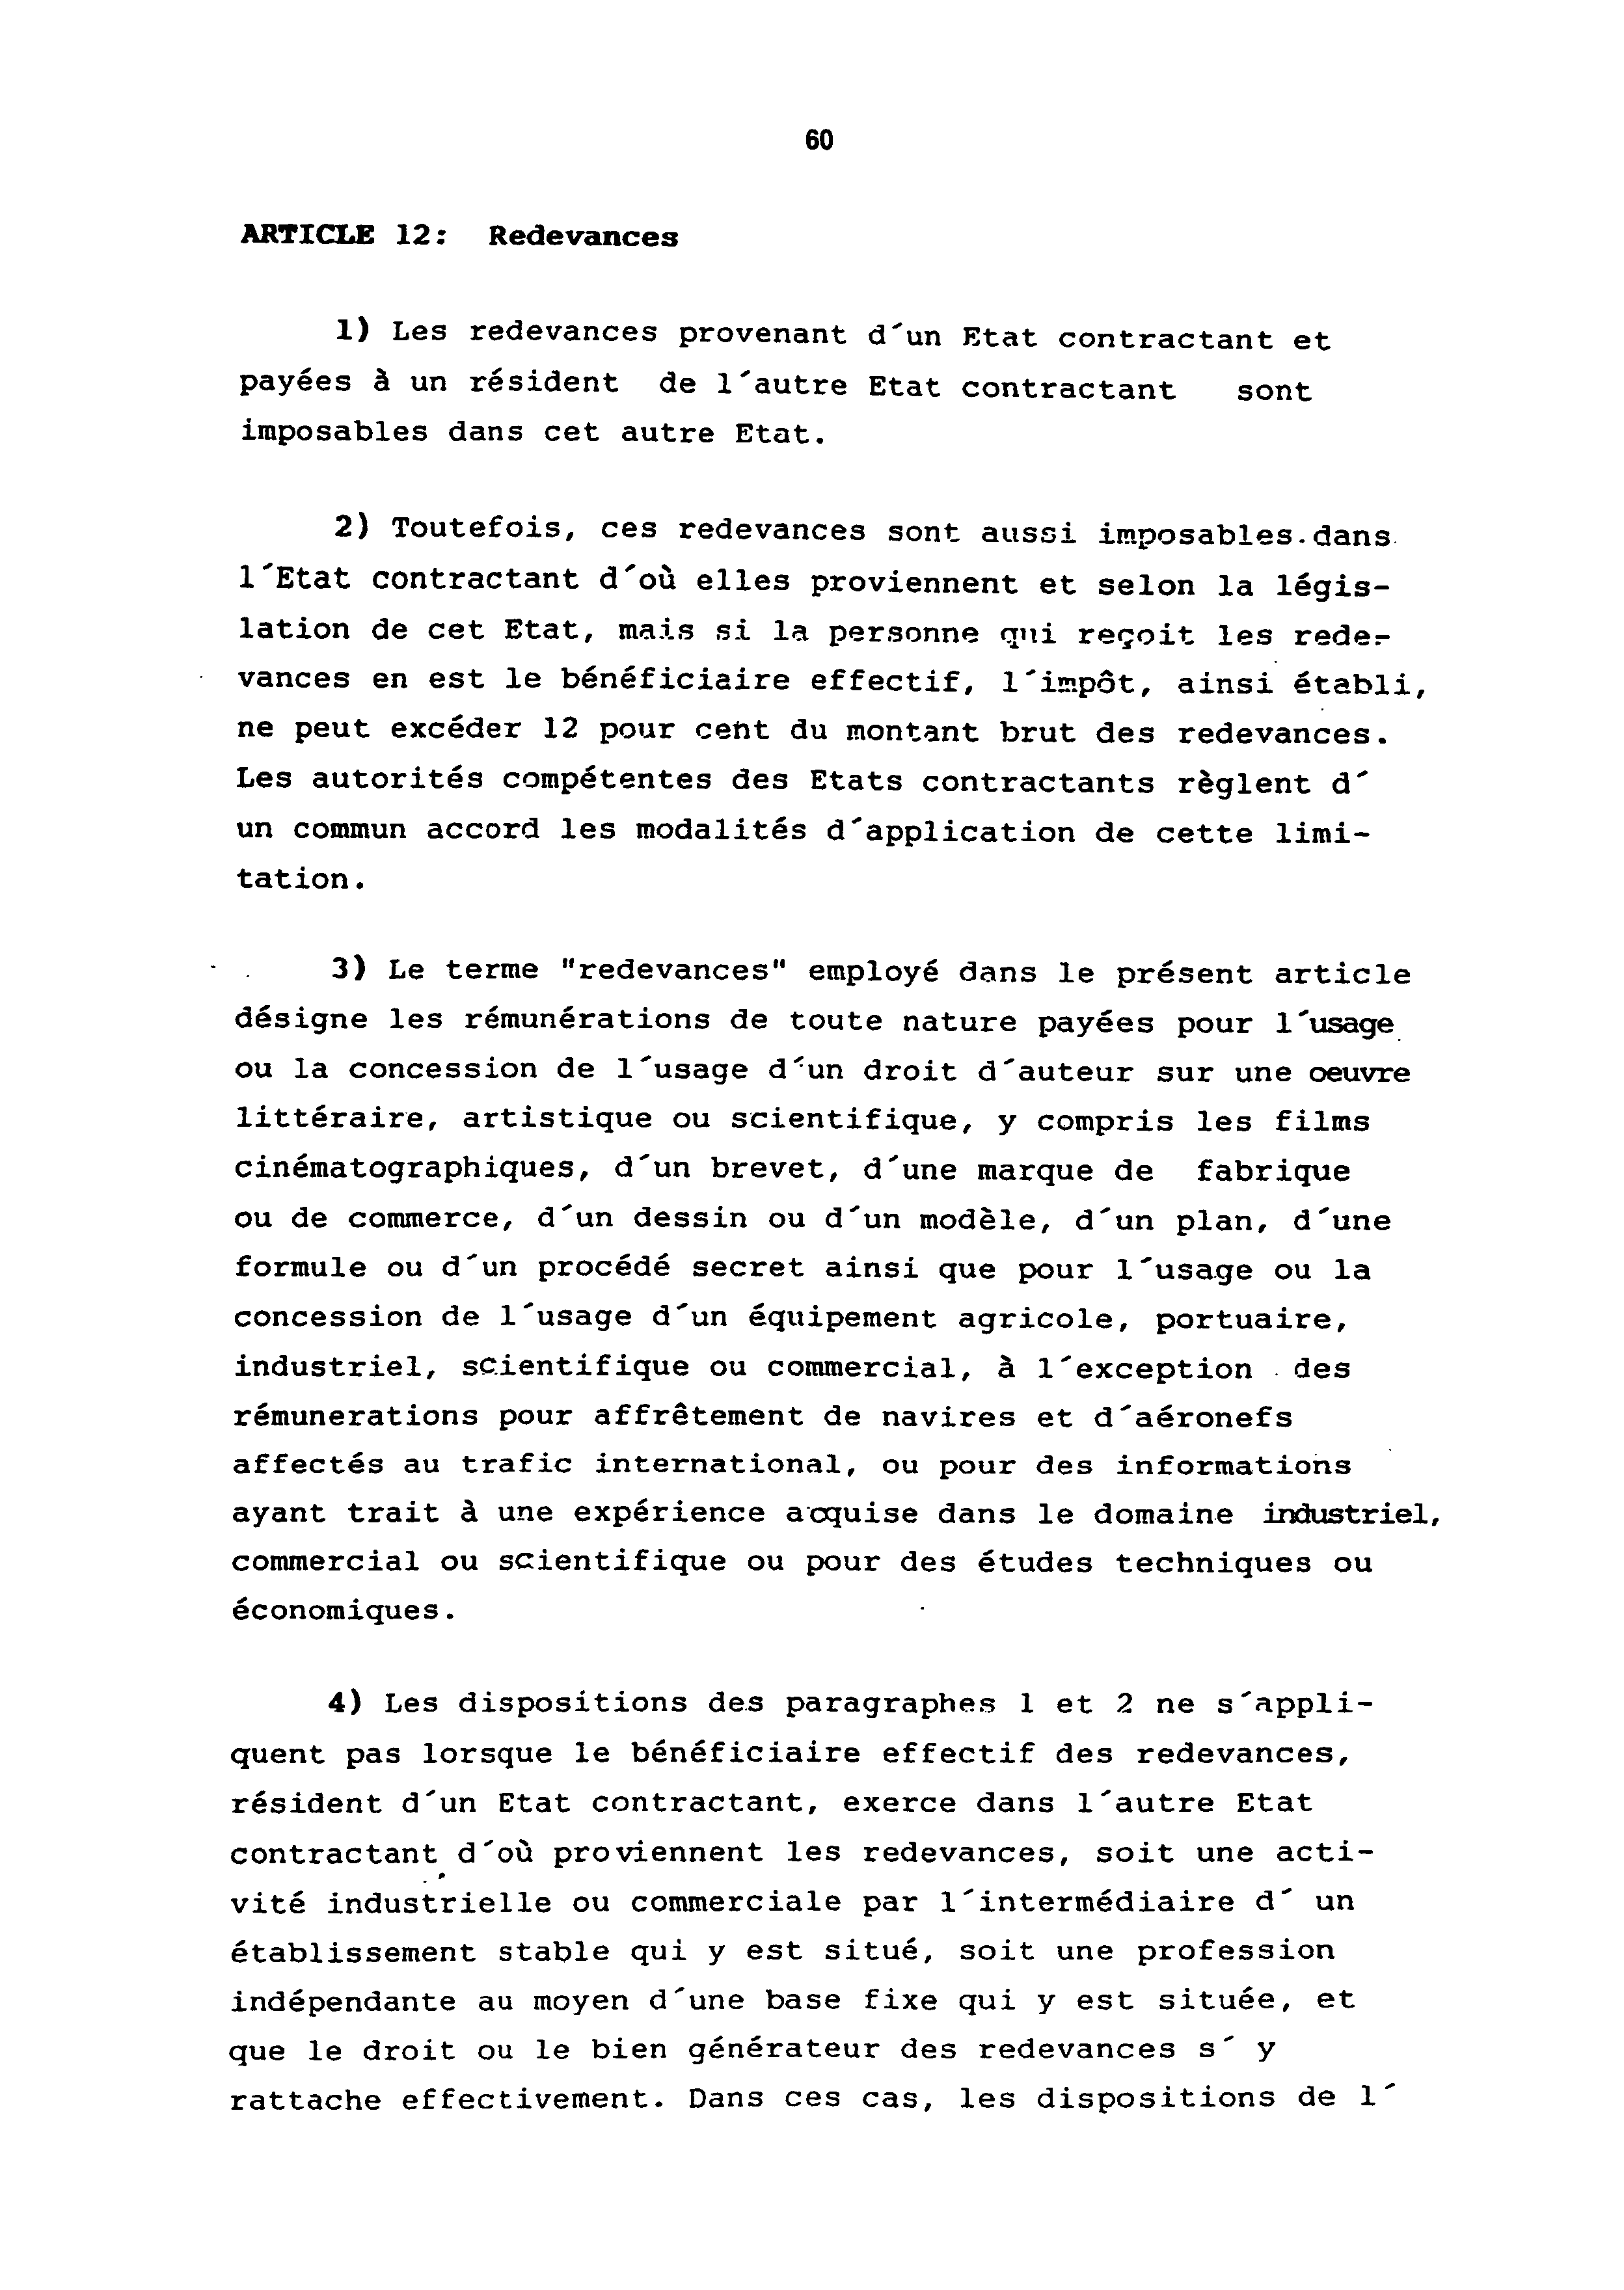 60
ARTICLE 12: Redevances
1) Les redevances provenant d´un Etat contractant et
payées à un résident de l´autre Etat contractant sont
imposables dans cet autre Etat.
2) Toutefois, ces redevances sont aussi imposables dans
l´Etat contractant d´où elles proviennent et selon la légis-
lation de cet Etat, mais si la personne qui reçoit les rede-
vances en est le bénéficiaire effectif, l´impôt, ainsi établi,
ne peut excéder 12 pour cent du montant brut des redevances.
Les autorités compétentes des Etats contractants règlent d´
un commun accord les modalités d´application de cette limi-
tation.
3) Le terme "redevances" employé dans le présent article
désigne les rémunérations de toute nature payées pour l´usage
ou la concession de l´usage d´un droit d´auteur sur une oeuvre
littéraire, artistique ou scientifique, y compris les films
cinématographiques, d´un brevet, d´une marque de fabrique
ou de commerce, d´un dessin ou d´un modèle, d´un plan, d´une
formule ou d´un procédé secret ainsi que pour l´usage ou la
concession de l´usage d´un équipement agricole, portuaire,
industriel, scientifique ou commercial, à l´exception des
rémunerations pour affrêtement de navires et d´aéronefs
affectés au trafic international, ou pour des informations
ayant trait à une expérience acquise dans le domaine industriel,
commercial ou scientifique ou pour des études techniques ou
économiques.
4) Les dispositions des paragraphes 1 et 2 ne s´appli-
quent pas lorsque le bénéficiaire effectif des redevances,
résident d´un Etat contractant, exerce dans l´autre Etat
contractant d´où proviennent les redevances, soit une acti-
vité industrielle ou commerciale par l´intermédiaire d´ un
établissement stable qui y est situé, soit une profession
indépendante au moyen d´une base fixe qui y est située, et
que le droit ou le bien générateur des redevances s´ y
rattache effectivement. Dans ces cas, les dispositions de l´